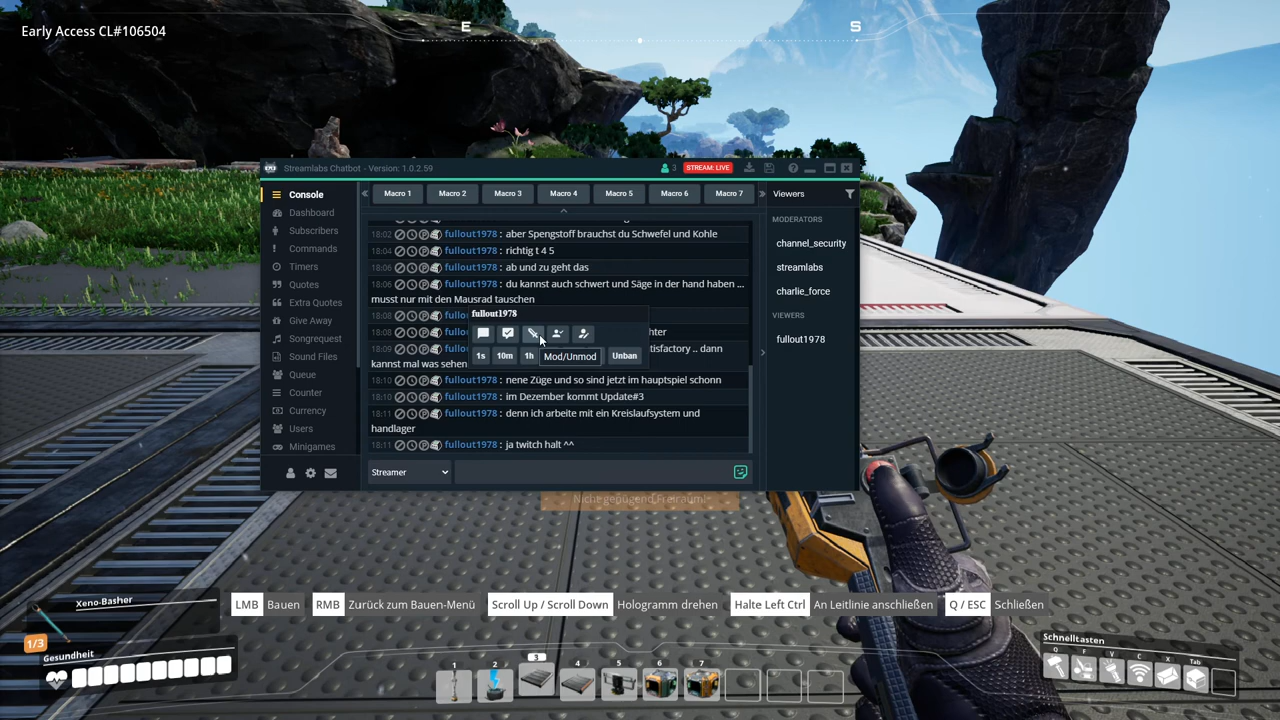 Early Access CL#106504
E
S
Streamlabs Chatbot - Version: 1.0.2.59
3
STREAM: LIVE
Console
Dashboard
Subscribers
Commands
Timers
Quotes
Extra Quotes
Give Away
Songrequest
Sound Files
Queue
Counter
Currency
Users
Minigames
Macro 1
Macro 2
Macro 3
Macro 4
Macro 5
Macro 6
Macro 7
18:02 fullout1978 : aber Spengstoff brauchst du Schwefel und Kohle
18:04 fullout1978 : richtig t 4 5
18:06 fullout1978 : ab und zu geht das
18:06 fullout1978 : du kannst auch schwert und Säge in der hand haben ...
musst nur mit den Mausrad tauschen
fullout1978
18:08
18:08
18:09
kannst mal was sehen
1s
10m
1h
Mod/Unmod
Unban
tisfactory .. dann
18:10 fullout1978 : nene Züge und so sind jetzt im hauptspiel schonn
18:10 fullout1978 : im Dezember kommt Update#3
18:11 fullout1978 : denn ich arbeite mit ein Kreislaufsystem und
handlager
18:11 fullout1978 : ja twitch halt ^^
Streamer
Viewers
MODERATORS
channel_security
streamlabs
charlie_force
VIEWERS
fullout1978
Nicht genügend Freiraum!
LMB Bauen
RMB Zurück zum Bauen-Menü
Scroll Up / Scroll Down Hologramm drehen
Halte Left Ctrl An Leitlinie anschließen
Q / ESC Schließen
Xeno-Basher
1/3
Gesundheit
1
2
3
4
5
6
7
Schnelltasten
Q
F
V
C
X
Tab